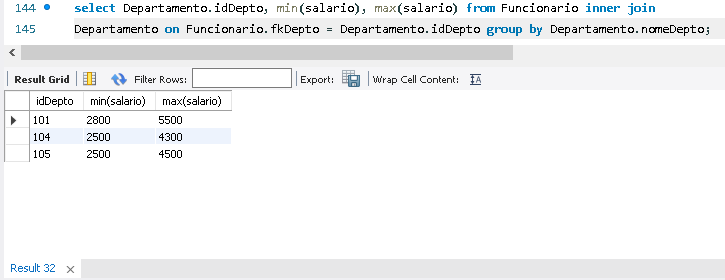 144 select Departamento.idDepto, min(salario), max(salario) from Funcionario inner join
145 Departamento on Funcionario.fkDepto = Departamento.idDepto group by Departamento.nomeDepto;
Result Grid Filter Rows: Export: Wrap Cell Content:
idDepto min(salario) max(salario)
101 2800 5500
104 2500 4300
105 2500 4500
Result 32